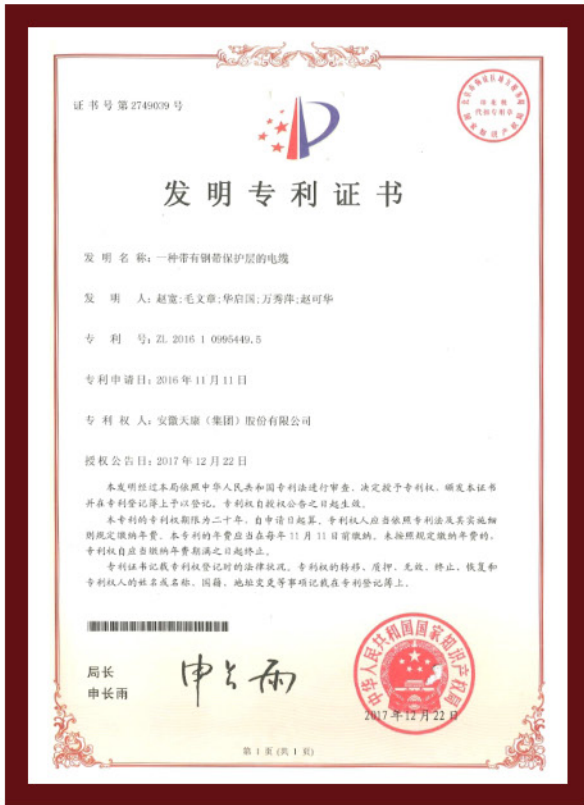 证书号第2749039号
发明专利证书
发 明 名 称：一种带有钢带保护层的电缆
发 明 人：赵宽;毛文章;华启国;万秀萍;赵可华
专 利 号：ZL 2016 1 0995449.5
专利申请日：2016年11月11日
专 利 权 人：安徽天康（集团）股份有限公司
授权公告日：2017年12月22日
本发明经过本局依照中华人民共和国专利法进行审查，决定授予专利权，颁发本证书
并在专利登记簿上予以登记。专利权自授权公告之日起生效。
本专利的专利权期限为二十年，自申请日起算。专利权人应当依照专利法及其实施细
则规定缴纳年费。本专利的年费应当在每年11月11日前缴纳。未按照规定缴纳年费的，
专利权自应当缴纳年费期满之日起终止。
专利证书记载专利权登记时的法律状况。专利权的转移、质押、无效、终止、恢复和
专利权人的姓名或名称、国籍、地址变更等事项记载在专利登记簿上。
局长
申长雨
申长雨
中华人民共和国国家知识产权局
2017年12月22日
第1页(共1页)